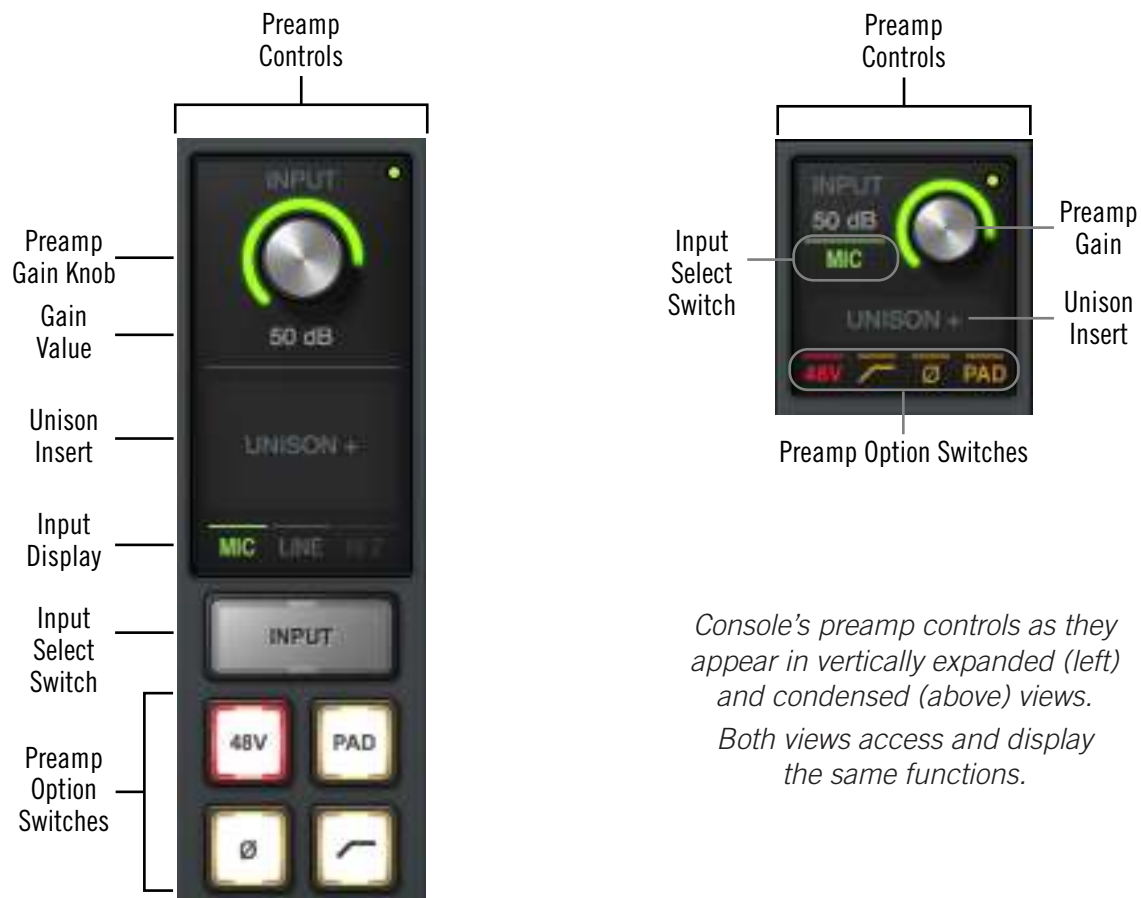 Preamp
Controls
INPUT
Preamp
Gain Knob
Gain
Value
50 dB
Unison
Insert
UNISON +
Input
Display
MIC LINE HI-Z
Input
Select
Switch
INPUT
Preamp
Option
Switches
48V PAD
Ø
Preamp
Controls
INPUT
50 dB
MIC
Input
Select
Switch
Preamp
Gain
UNISON +
Unison
Insert
48V Ø PAD
Preamp Option Switches
Console’s preamp controls as they
appear in vertically expanded (left)
and condensed (above) views.
Both views access and display
the same functions.